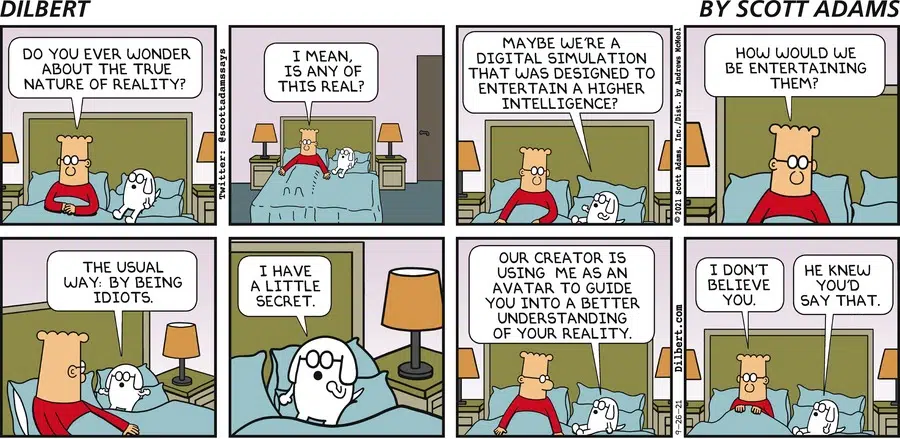 DILBERT
BY SCOTT ADAMS
DO YOU EVER WONDER
ABOUT THE TRUE
NATURE OF REALITY?
Twitter: @scottadamssays
I MEAN,
IS ANY OF
THIS REAL?
MAYBE WE'RE A
DIGITAL SIMULATION
THAT WAS DESIGNED TO
ENTERTAIN A HIGHER
INTELLIGENCE?
©2021 Scott Adams, Inc./Dist. by Andrews McMeel
HOW WOULD WE
BE ENTERTAINING
THEM?
THE USUAL
WAY: BY BEING
IDIOTS.
I HAVE
A LITTLE
SECRET.
OUR CREATOR IS
USING ME AS AN
AVATAR TO GUIDE
YOU INTO A BETTER
UNDERSTANDING
OF YOUR REALITY.
9-26-21 Dilbert.com
I DON'T
BELIEVE
YOU.
HE KNEW
YOU'D
SAY THAT.